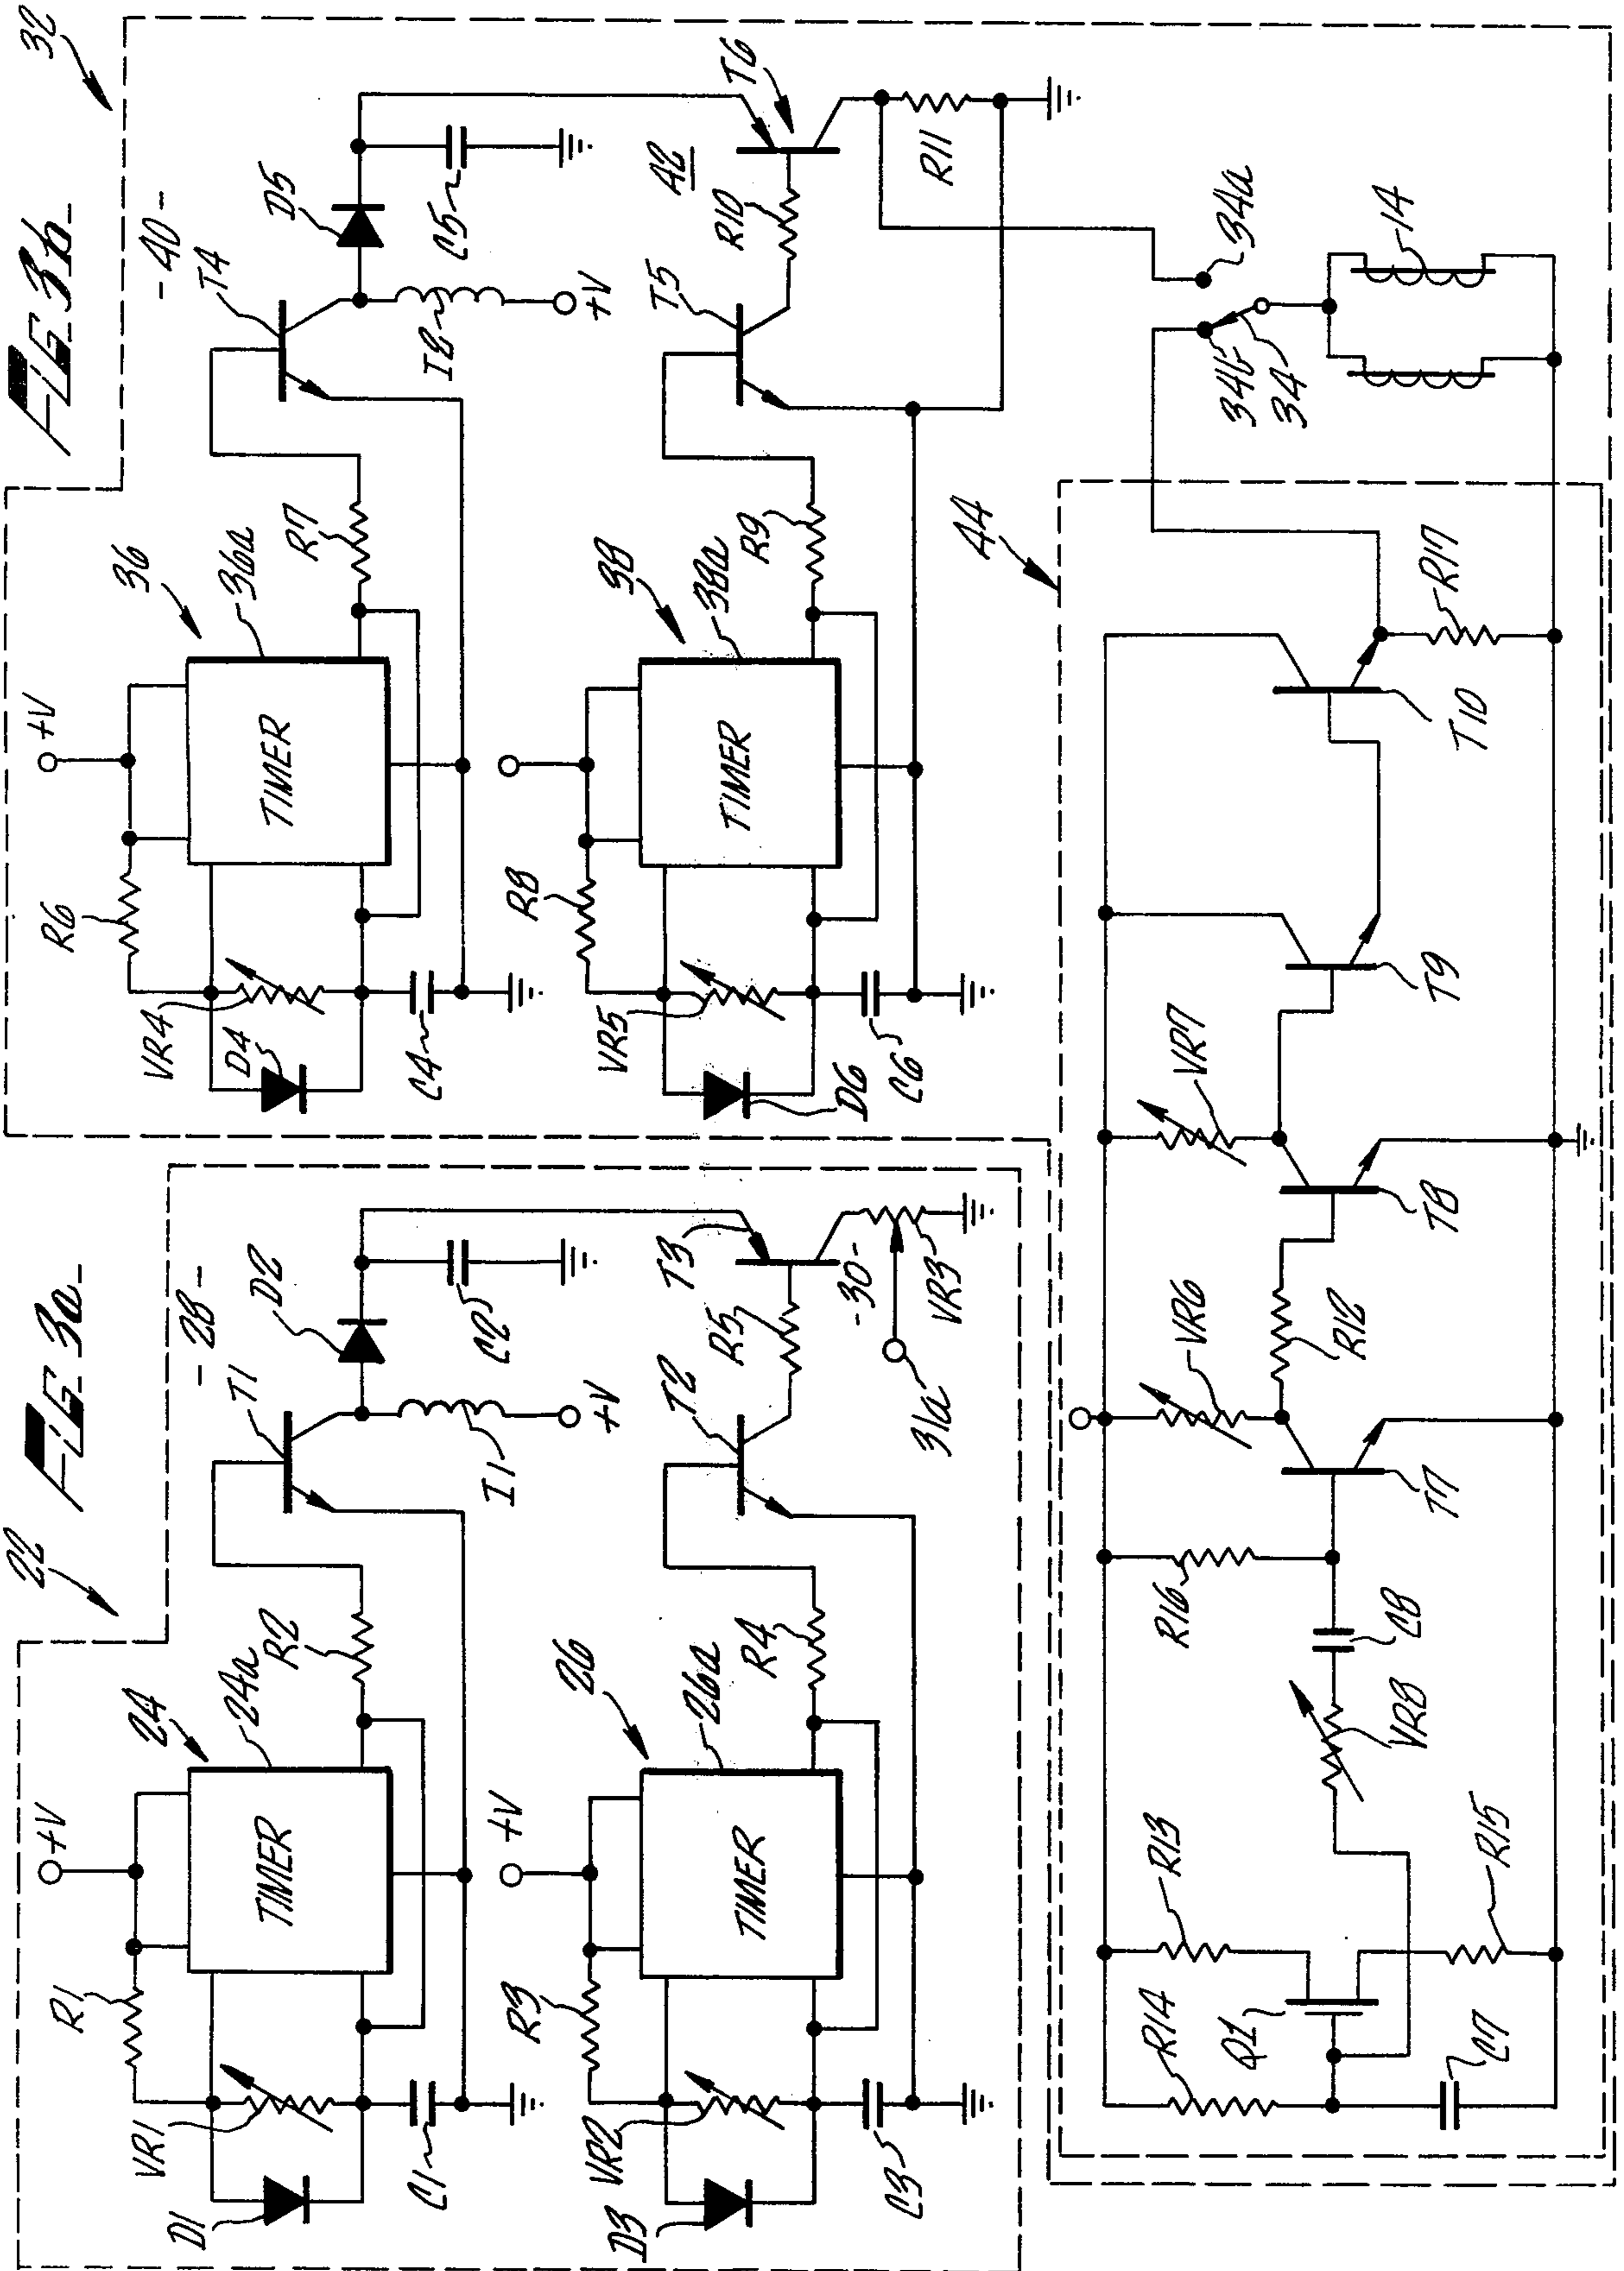 FIG. 3a.
22
24
+V
R1
24a
R2
VR1
D1
C1
TIMER
T1
- 28 -
D2
I1
+V
C2
26
+V
R3
26a
R4
VR2
D3
C3
TIMER
T2
R5
T3
- 30 -
VR3
31a
FIG. 3b.
32
36
+V
R6
36a
R7
VR4
D4
C4
TIMER
T4
- 40 -
D5
I2
+V
C5
38
R8
38a
R9
VR5
D6
C6
TIMER
T5
R10
42
T6
R11
34a
34b
34
14
44
R14
Q1
C7
R13
R15
VR8
C8
R16
T7
VR6
R12
T8
VR7
T9
T10
R17